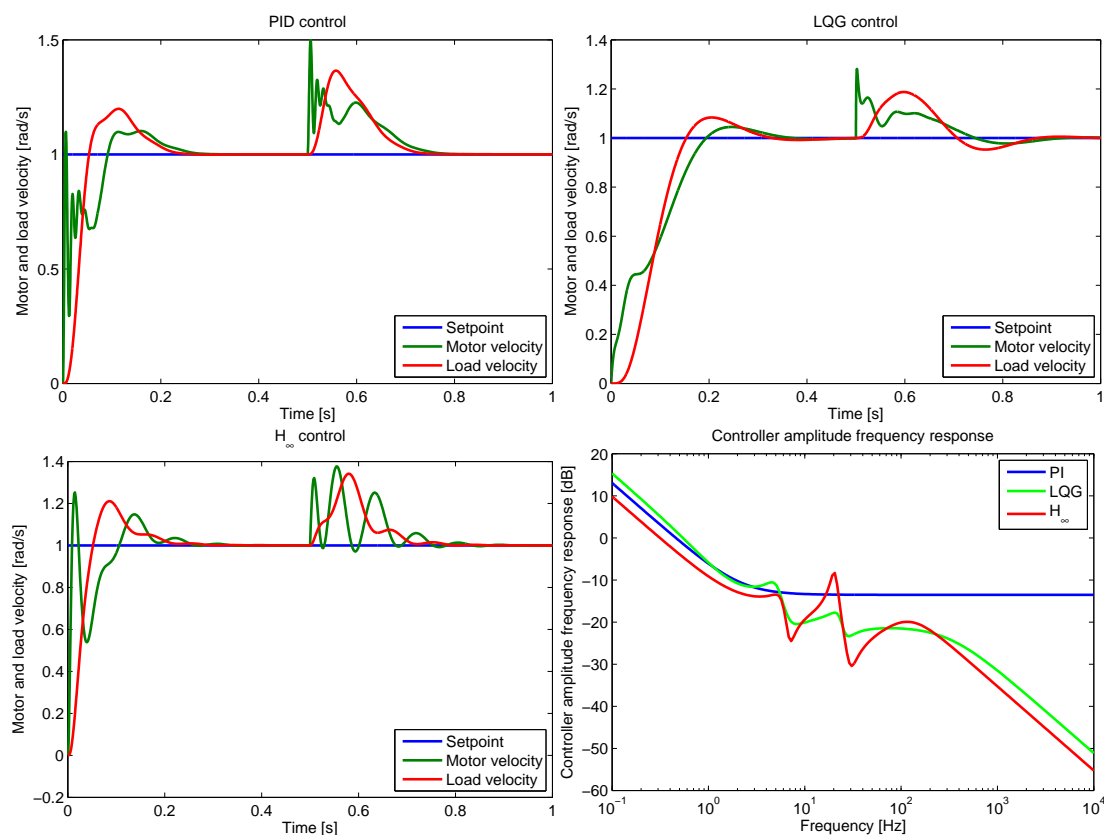 PID control
1.5
1
0.5
0
Motor and load velocity [rad/s]
Setpoint
Motor velocity
Load velocity
0 0.2 0.4 0.6 0.8 1
Time [s]
LQG control
1.4
1.2
1
0.8
0.6
0.4
0.2
0
Motor and load velocity [rad/s]
Setpoint
Motor velocity
Load velocity
0 0.2 0.4 0.6 0.8 1
Time [s]
H∞ control
1.4
1.2
1
0.8
0.6
0.4
0.2
0
−0.2
Motor and load velocity [rad/s]
Setpoint
Motor velocity
Load velocity
0 0.2 0.4 0.6 0.8 1
Time [s]
Controller amplitude frequency response
20
10
0
−10
−20
−30
−40
−50
−60
Controller amplitude frequency response [dB]
PI
LQG
H∞
10⁻¹ 10⁰ 10¹ 10² 10³ 10⁴
Frequency [Hz]